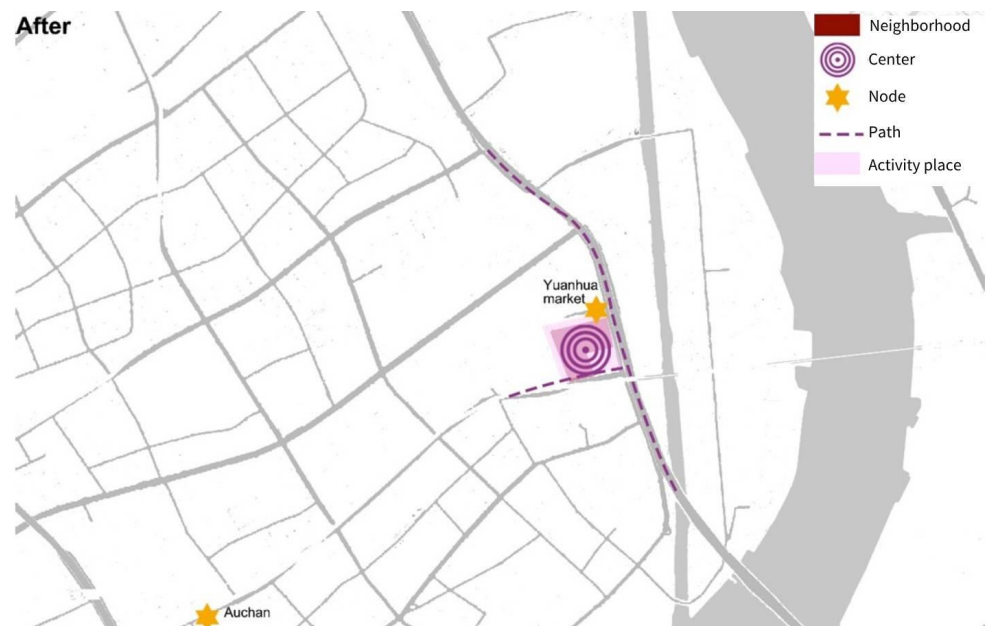 After
Neighborhood
Center
Node
Path
Activity place
Yuanhua
market
Auchan